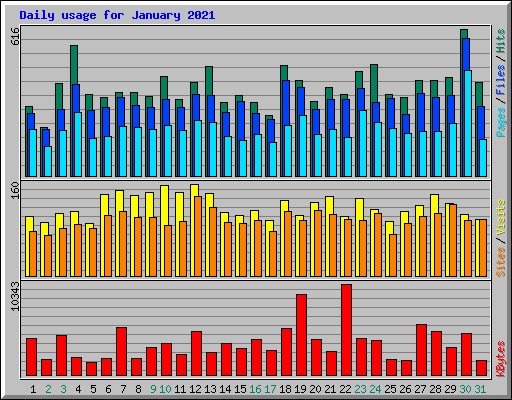 Daily usage for January 2021
616
Pages / Files / Hits
160
Sites / Visits
10343
KBytes
1 2 3 4 5 6 7 8 9 10 11 12 13 14 15 16 17 18 19 20 21 22 23 24 25 26 27 28 29 30 31